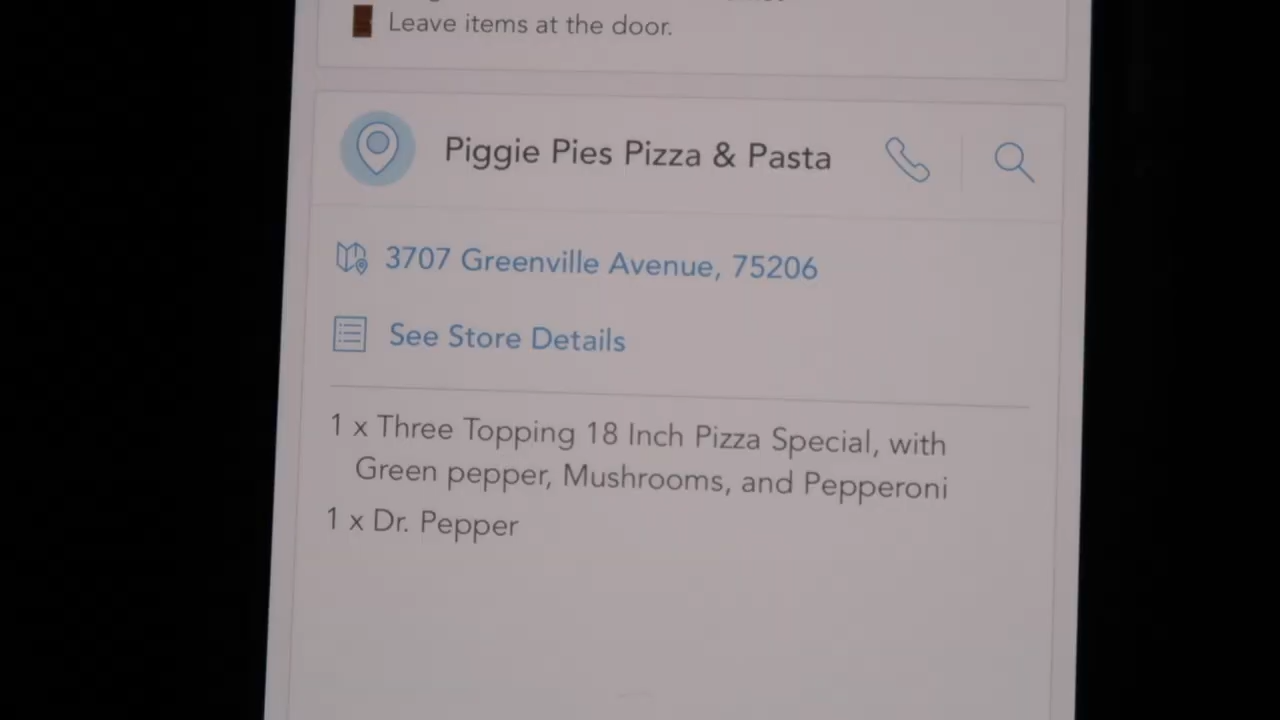 Leave items at the door.
Piggie Pies Pizza & Pasta
3707 Greenville Avenue, 75206
See Store Details
1 x Three Topping 18 Inch Pizza Special, with
Green pepper, Mushrooms, and Pepperoni
1 x Dr. Pepper